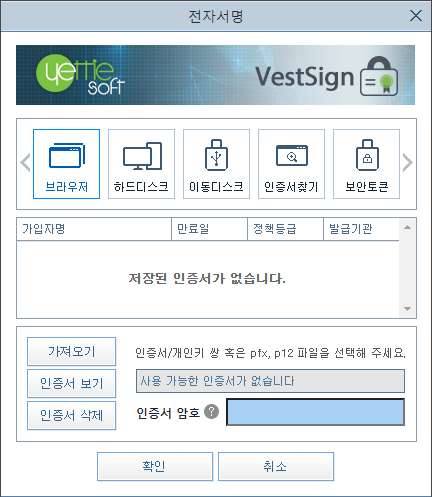 전자서명
yettie soft
VestSign
브라우저 하드디스크 이동디스크 인증서찾기 보안토큰
가입자명 만료일 정책등급 발급기관
저장된 인증서가 없습니다.
가져오기 인증서/개인키 쌍 혹은 pfx, p12 파일을 선택해 주세요.
인증서 보기 사용 가능한 인증서가 없습니다
인증서 삭제 인증서 암호 ?
확인 취소